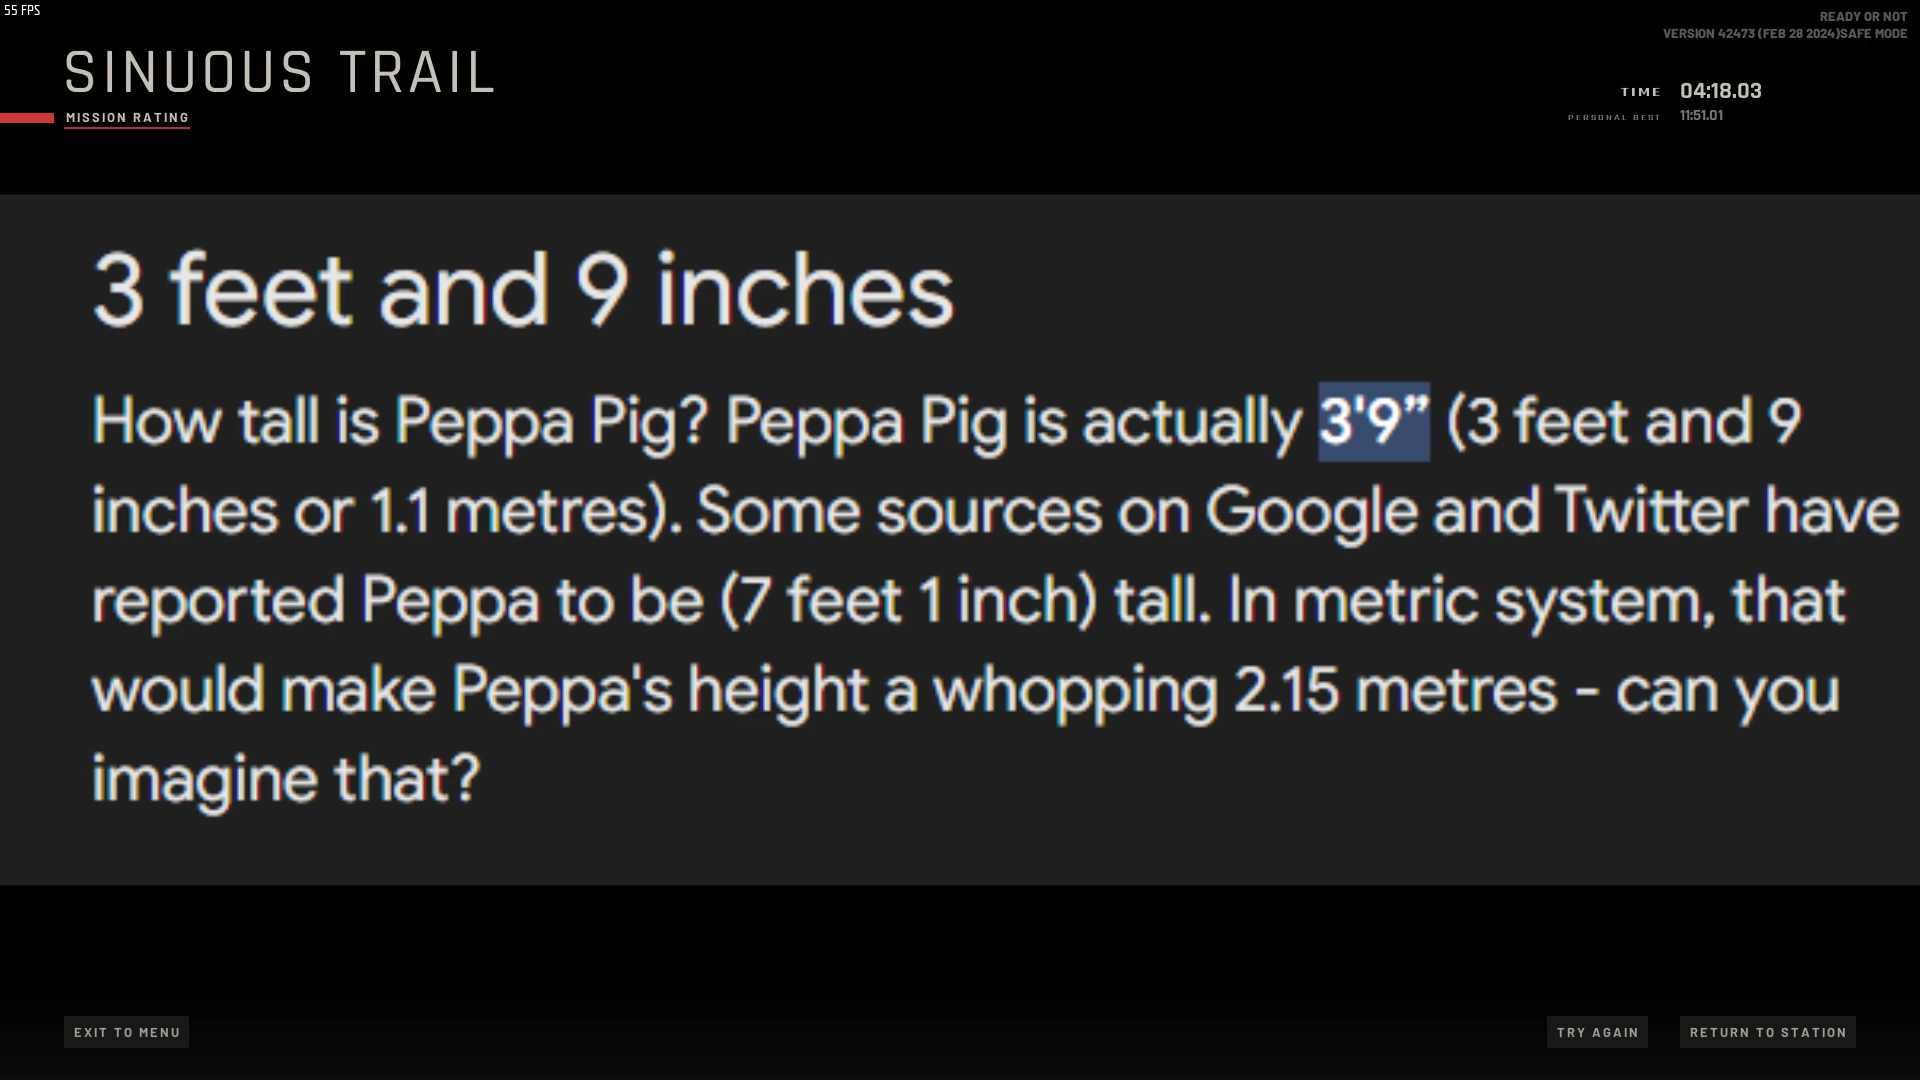 55 FPS
READY OR NOT
VERSION 42473 (FEB 28 2024)SAFE MODE
SINUOUS TRAIL
MISSION RATING
TIME 04:18.03
PERSONAL BEST 11:51.01
3 feet and 9 inches
How tall is Peppa Pig? Peppa Pig is actually 3'9” (3 feet and 9
inches or 1.1 metres). Some sources on Google and Twitter have
reported Peppa to be (7 feet 1 inch) tall. In metric system, that
would make Peppa's height a whopping 2.15 metres - can you
imagine that?
EXIT TO MENU
TRY AGAIN
RETURN TO STATION